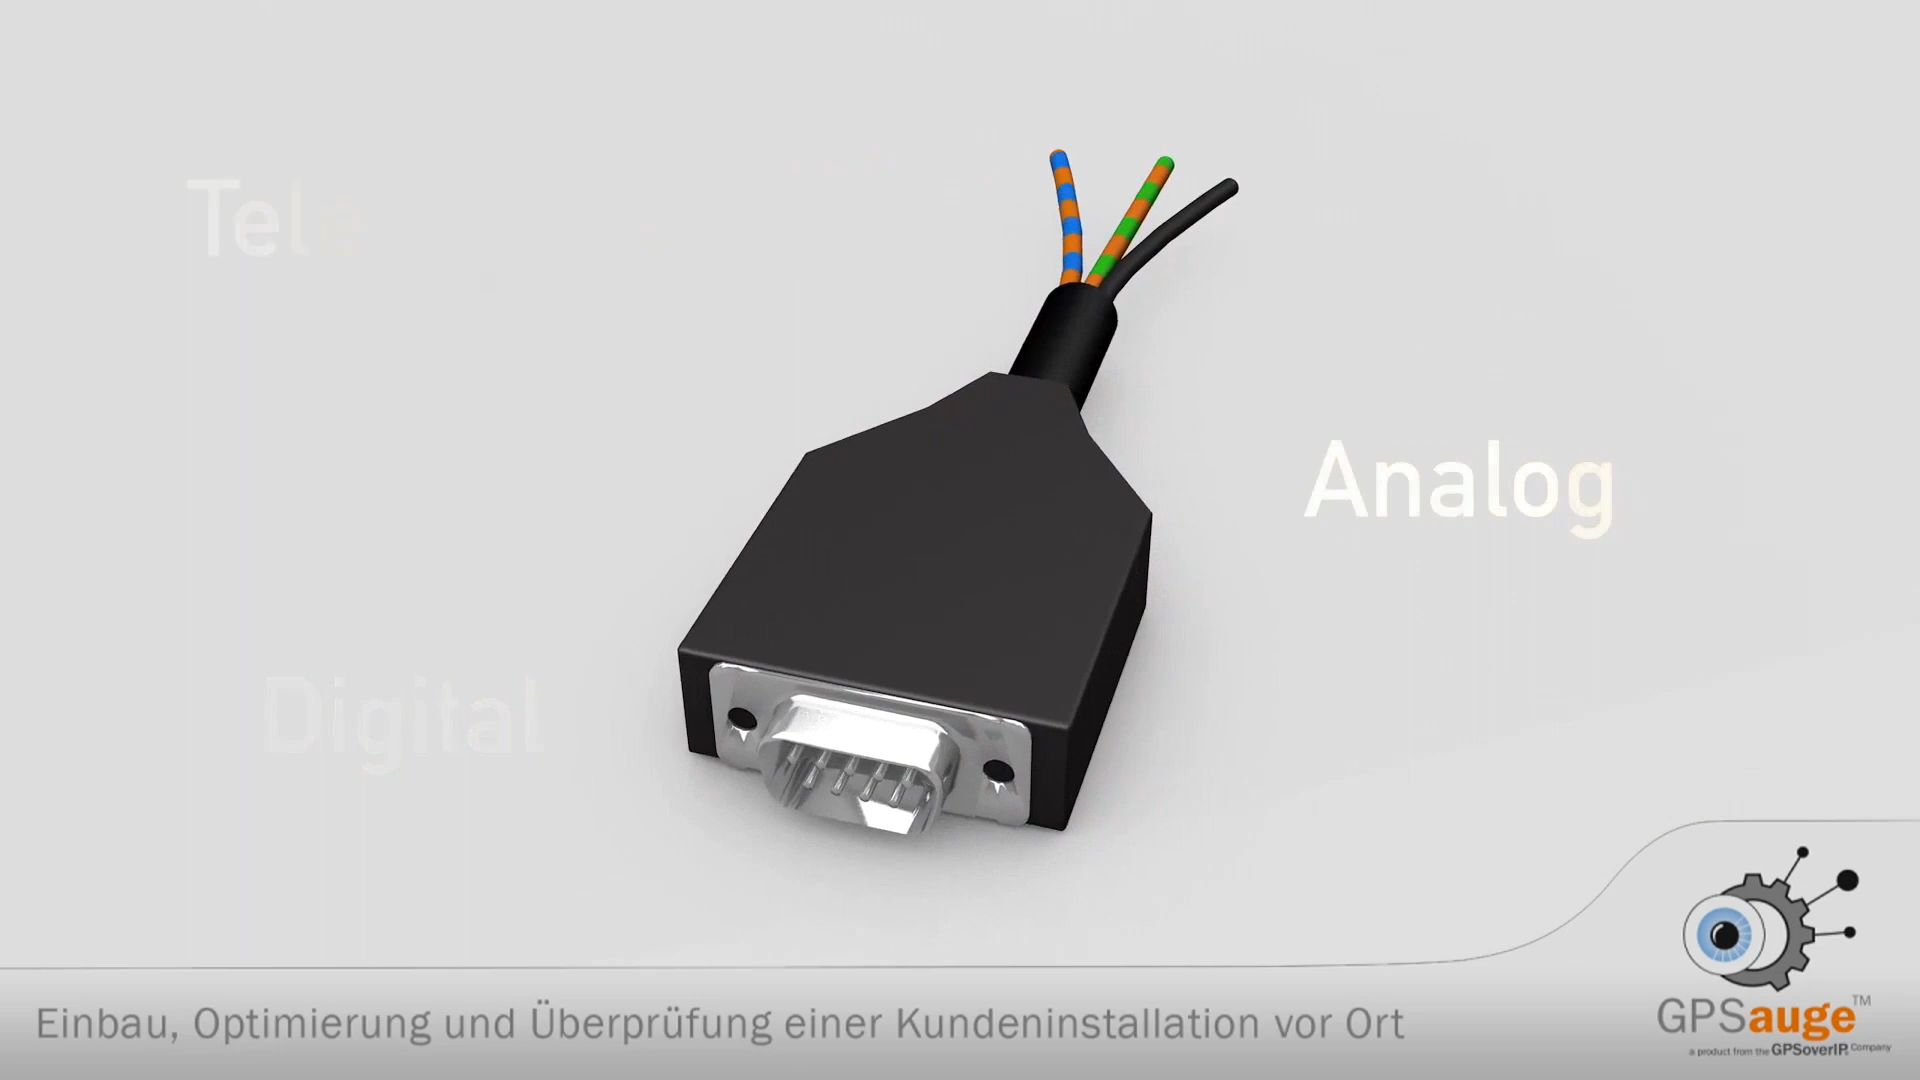 Tele
Analog
Digital
Einbau, Optimierung und Überprüfung einer Kundeninstallation vor Ort
GPSauge™
a product from the GPSoverIP® Company